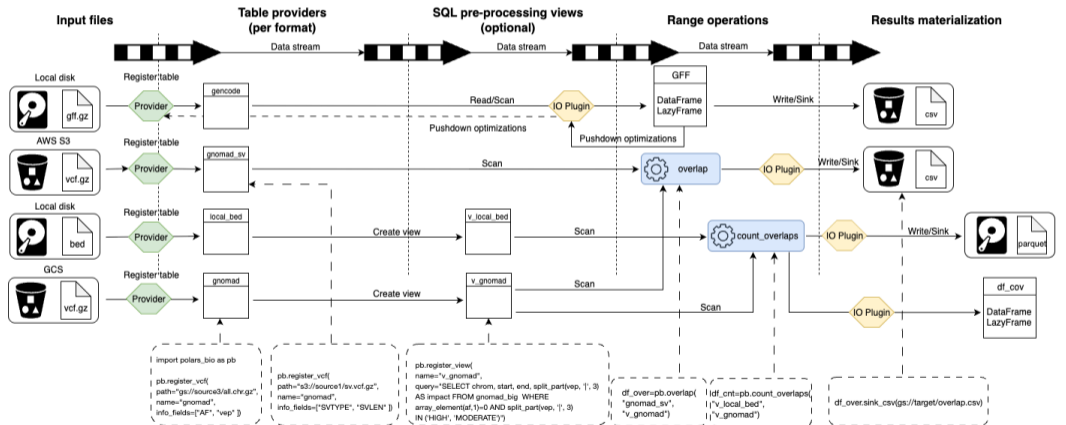 Input files
Table providers
(per format)
SQL pre-processing views
(optional)
Range operations
Results materialization
Data stream
Data stream
Data stream
Local disk
Register table
gff.gz
Provider
gencode
Read/Scan
IO Plugin
GFF
DataFrame
LazyFrame
Write/Sink
csv
Pushdown optimizations
Pushdown optimizations
AWS S3
Register table
vcf.gz
Provider
gnomad_sv
Scan
overlap
IO Plugin
Write/Sink
csv
Local disk
Register table
bed
Provider
local_bed
Create view
v_local_bed
Scan
count_overlaps
IO Plugin
Write/Sink
parquet
GCS
Register table
vcf.gz
Provider
gnomad
Create view
v_gnomad
Scan
Scan
IO Plugin
df_cov
DataFrame
LazyFrame
import polars_bio as pb
pb.register_vcf(
path="gs://source3/all.chr.gz",
name="gnomad",
info_fields=["AF", "vep" ])
pb.register_vcf(
path="s3://source1/sv.vcf.gz",
name="gnomad",
info_fields=["SVTYPE", "SVLEN" ])
pb.register_view(
name="v_gnomad",
query="SELECT chrom, start, end, split_part(vep, '|', 3)
AS impact FROM gnomad_big WHERE
array_element(af,1)=0 AND split_part(vep, '|', 3)
IN ('HIGH', 'MODERATE')")
df_over=pb.overlap(
"gnomad_sv",
"v_gnomad")
df_cnt=pb.count_overlaps(
"v_local_bed",
"v_gnomad")
df_over.sink_csv(gs://target/overlap.csv)